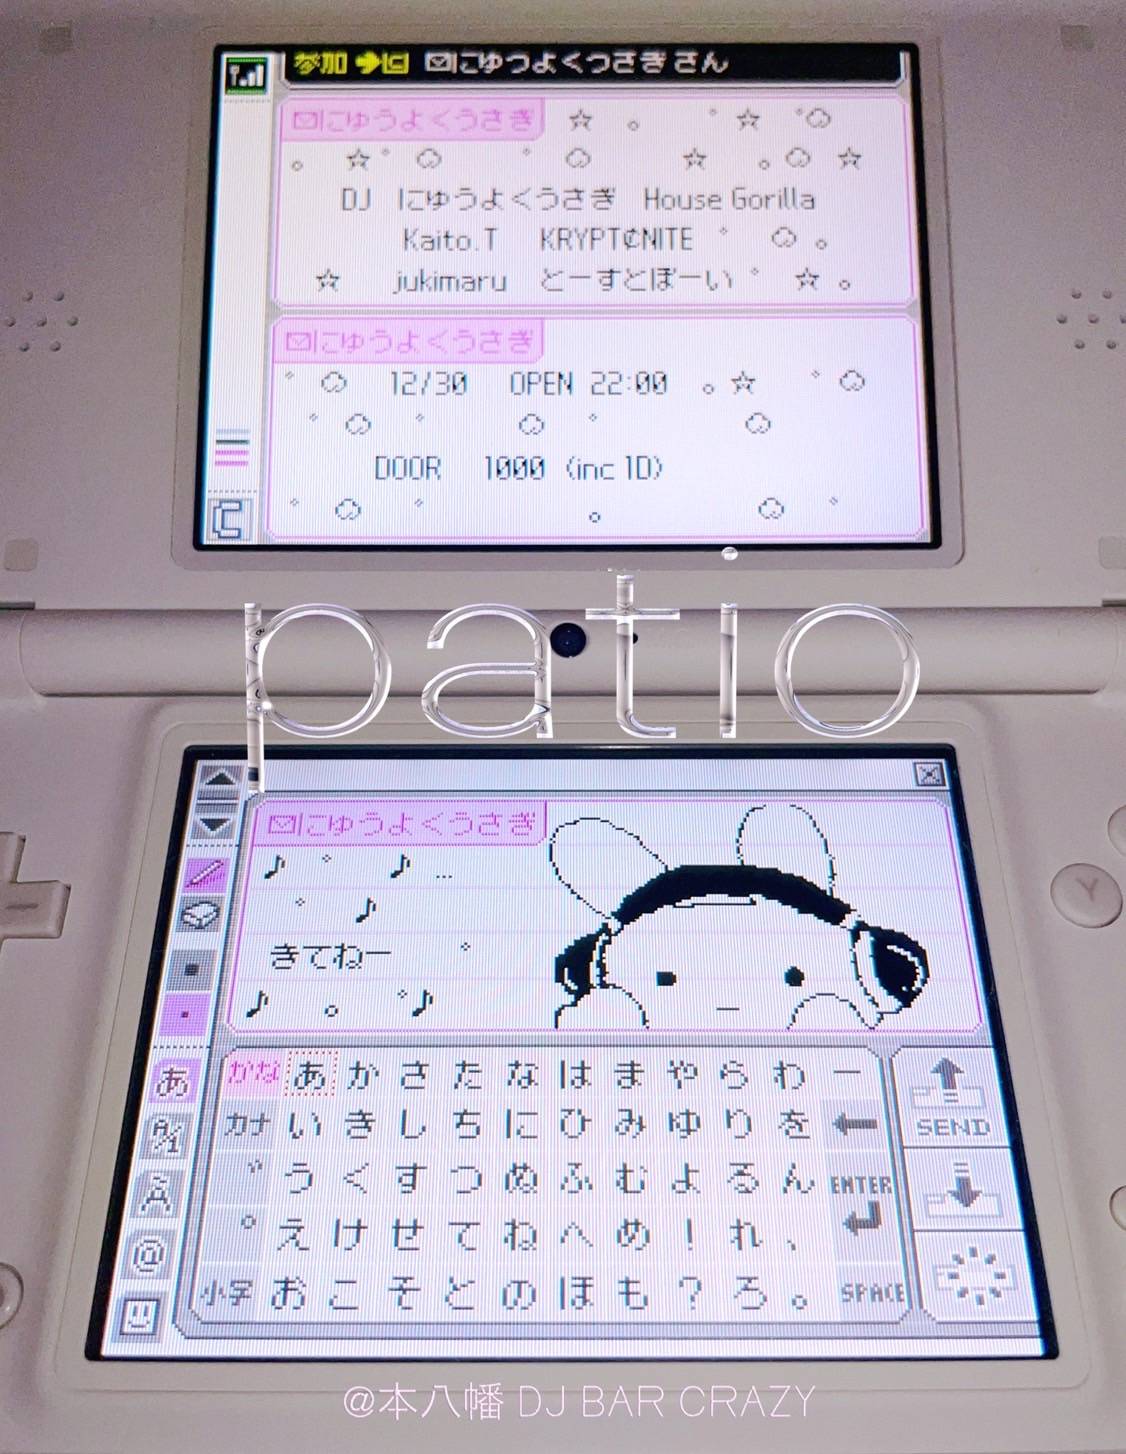 参加 →C にゅうよくうさぎ さん
にゅうよくうさぎ
DJ にゅうよくうさぎ House Gorilla
Kaito.T KRYPT₡NITE
jukimaru とーすとぼーい
にゅうよくうさぎ
12/30 OPEN 22:00
DOOR 1000 (inc 1D)
C
patio
にゅうよくうさぎ
♪ ♪ …
♪
きてねー
♪ ♪
かな あ か さ た な は ま や ら わ ー
カナ い き し ち に ひ み ゆ り を ←
゛ う く す つ ぬ ふ む よ る ん ENTER
゜ え け せ て ね へ め ！ れ 、
小字 お こ そ と の ほ も ？ ろ 。 SPACE
あ
A/1
Ã
@
SEND
Y
@本八幡 DJ BAR CRAZY